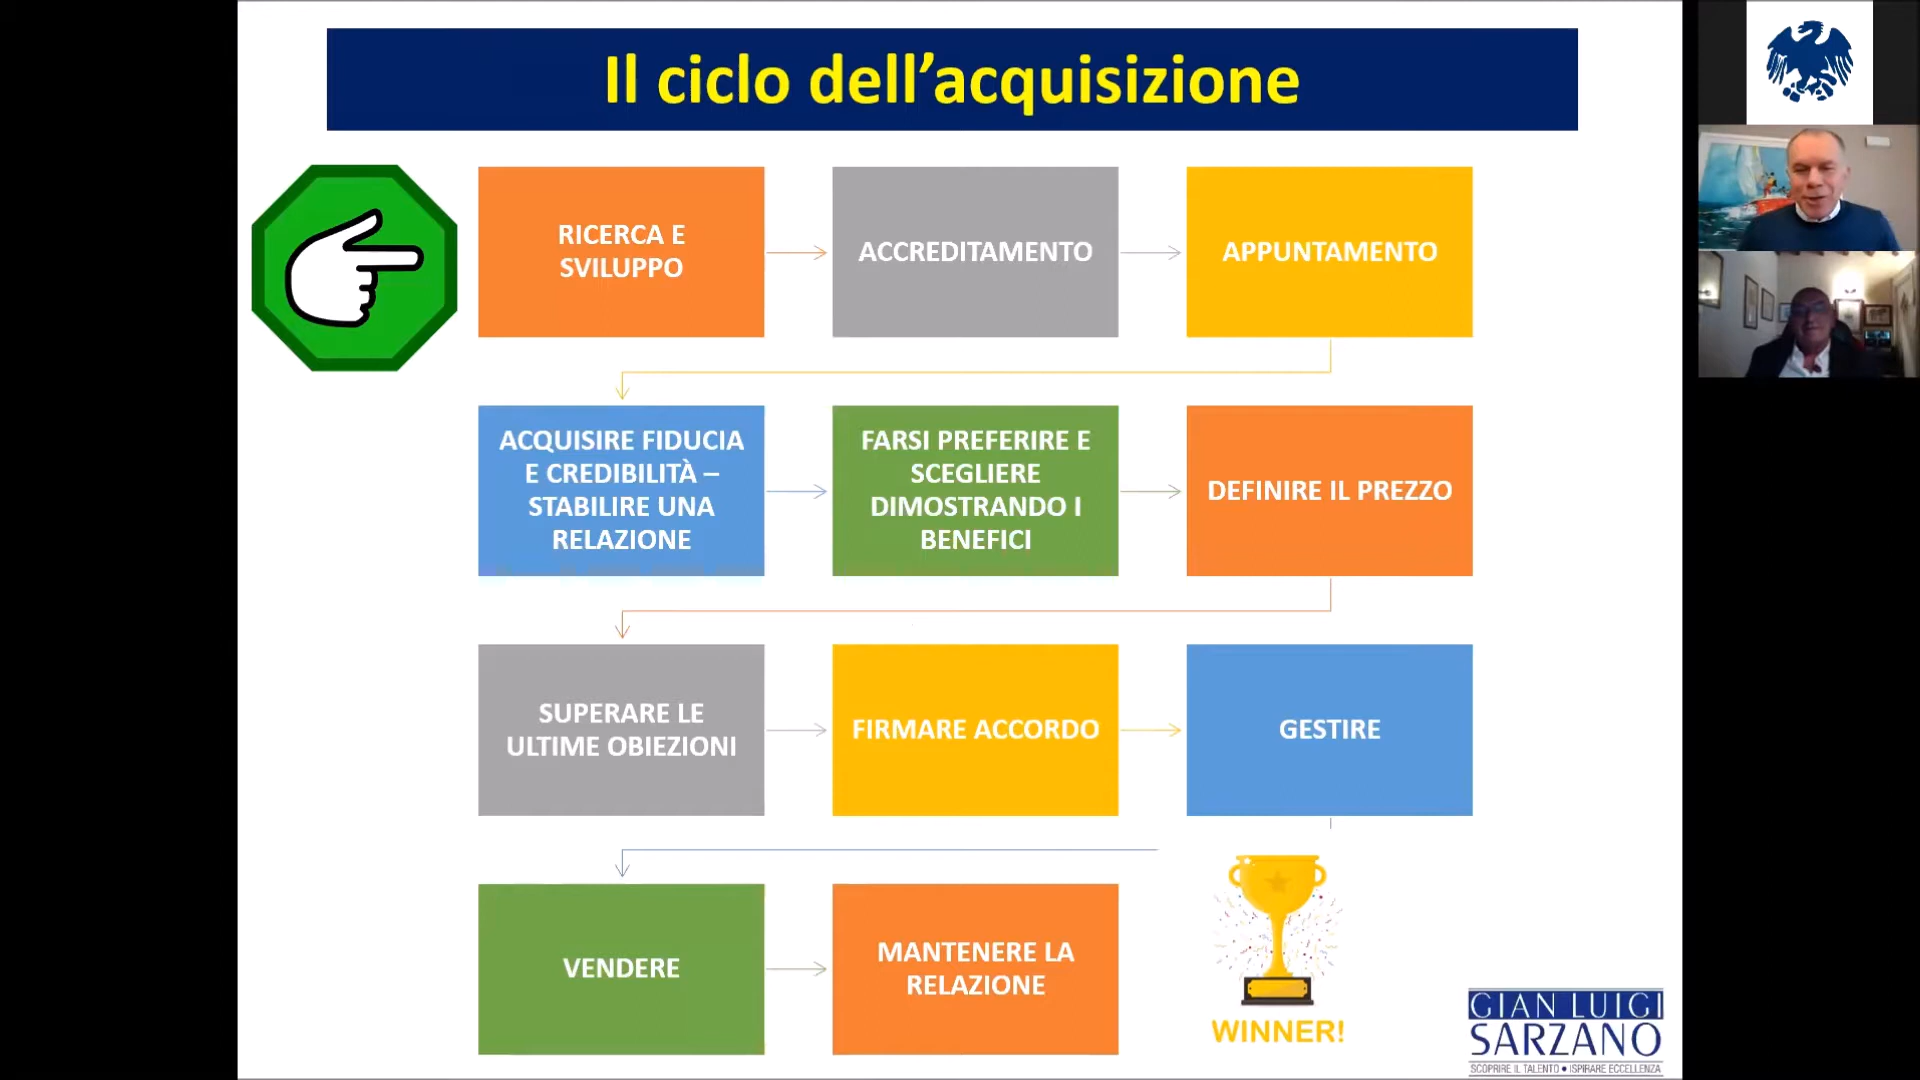 Il ciclo dell’acquisizione
RICERCA E
SVILUPPO
ACCREDITAMENTO
APPUNTAMENTO
ACQUISIRE FIDUCIA
E CREDIBILITÀ –
STABILIRE UNA
RELAZIONE
FARSI PREFERIRE E
SCEGLIERE
DIMOSTRANDO I
BENEFICI
DEFINIRE IL PREZZO
SUPERARE LE
ULTIME OBIEZIONI
FIRMARE ACCORDO
GESTIRE
VENDERE
MANTENERE LA
RELAZIONE
WINNER!
GIAN LUIGI
SARZANO
SCOPRIRE IL TALENTO • ISPIRARE ECCELLENZA